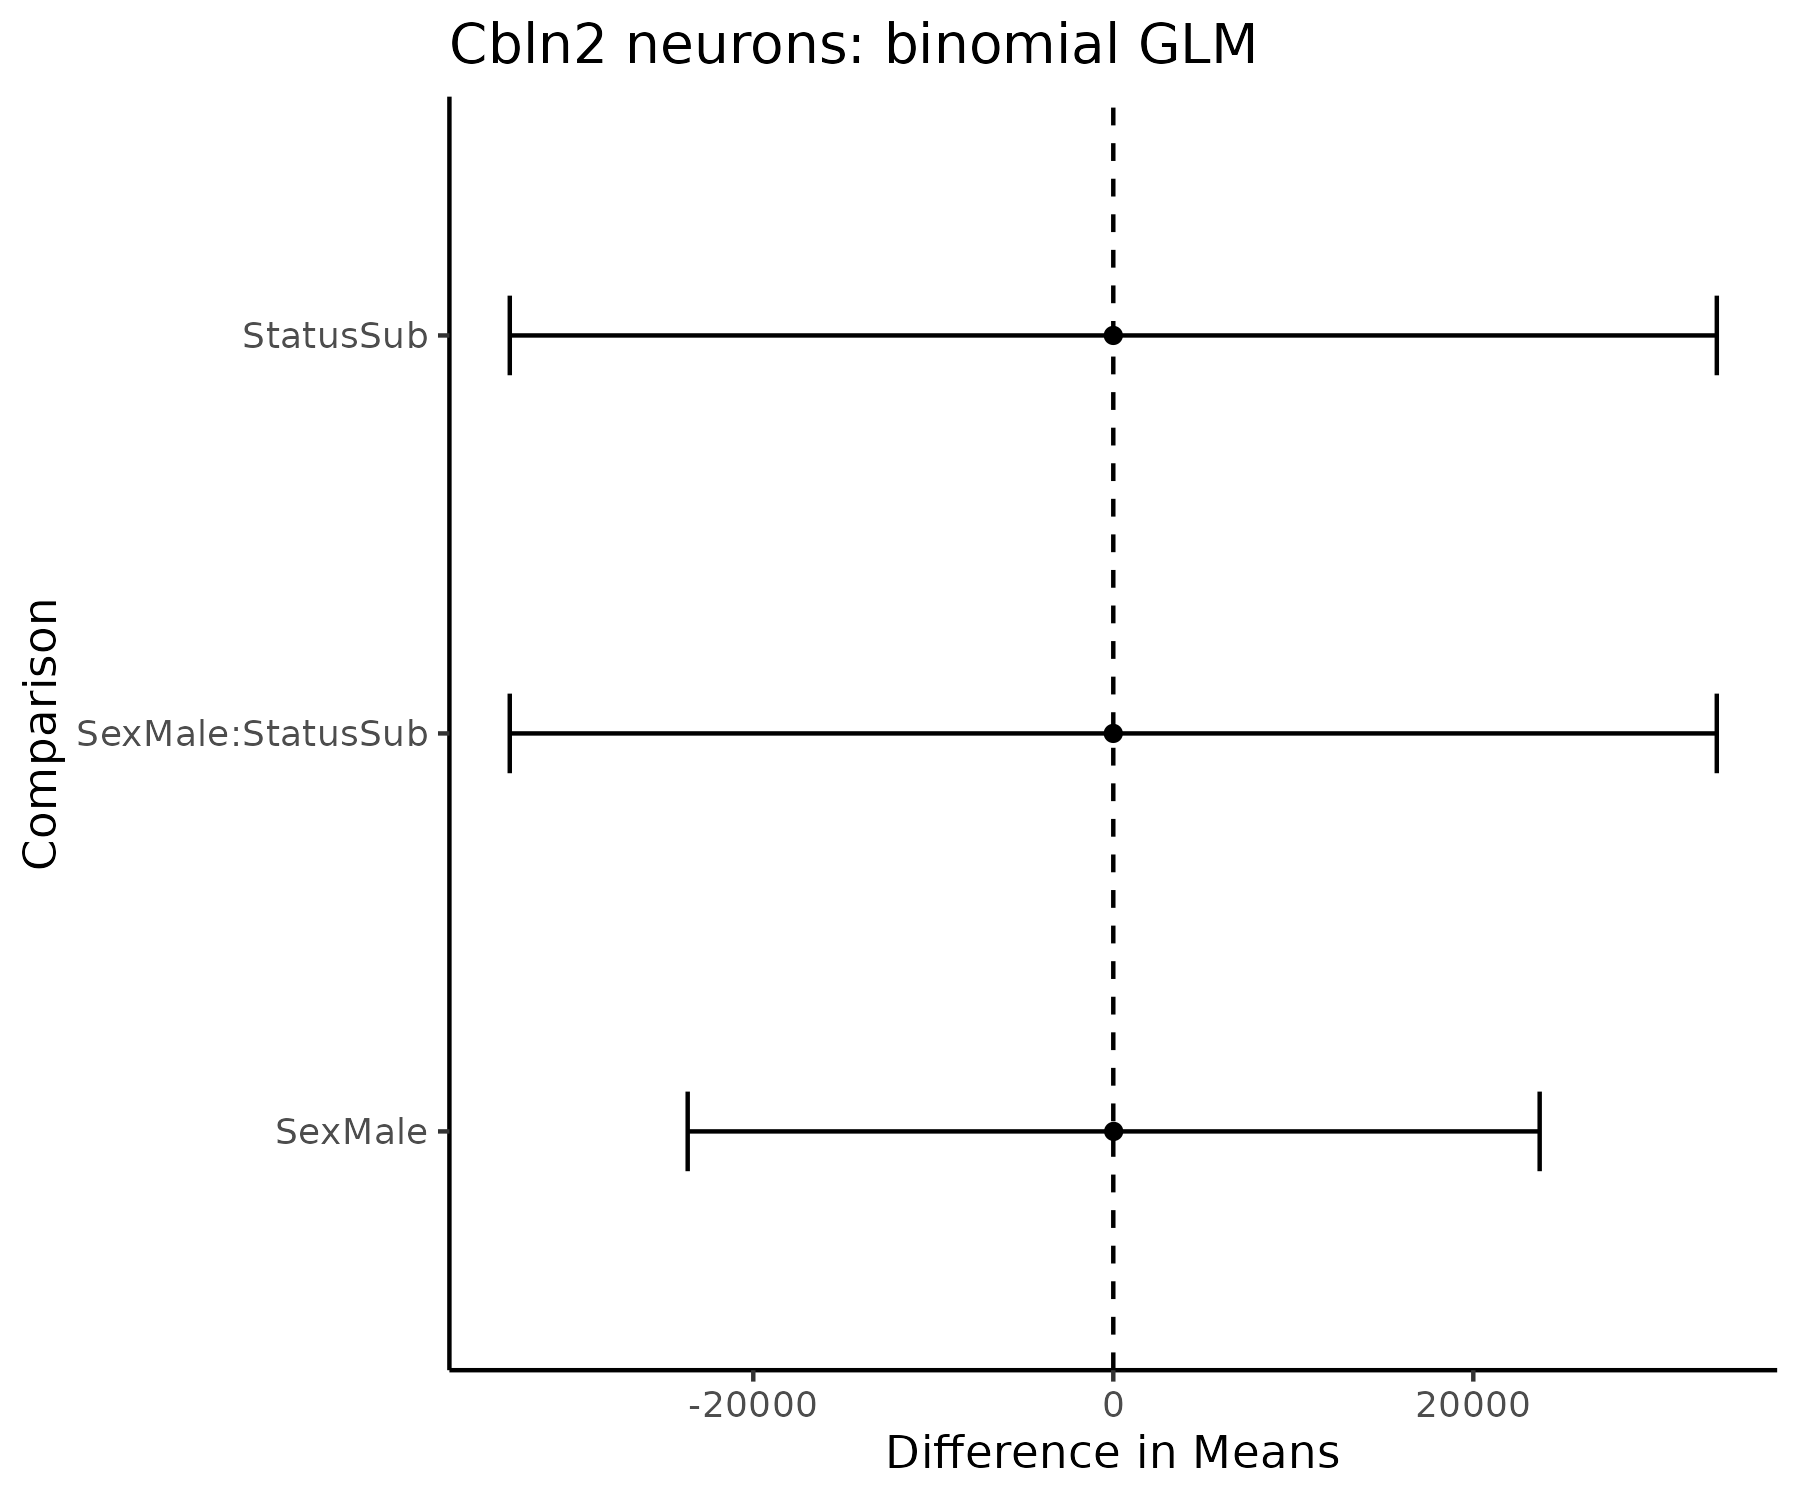 Cbln2 neurons: binomial GLM
Comparison
StatusSub
SexMale:StatusSub
SexMale
-20000
0
20000
Difference in Means